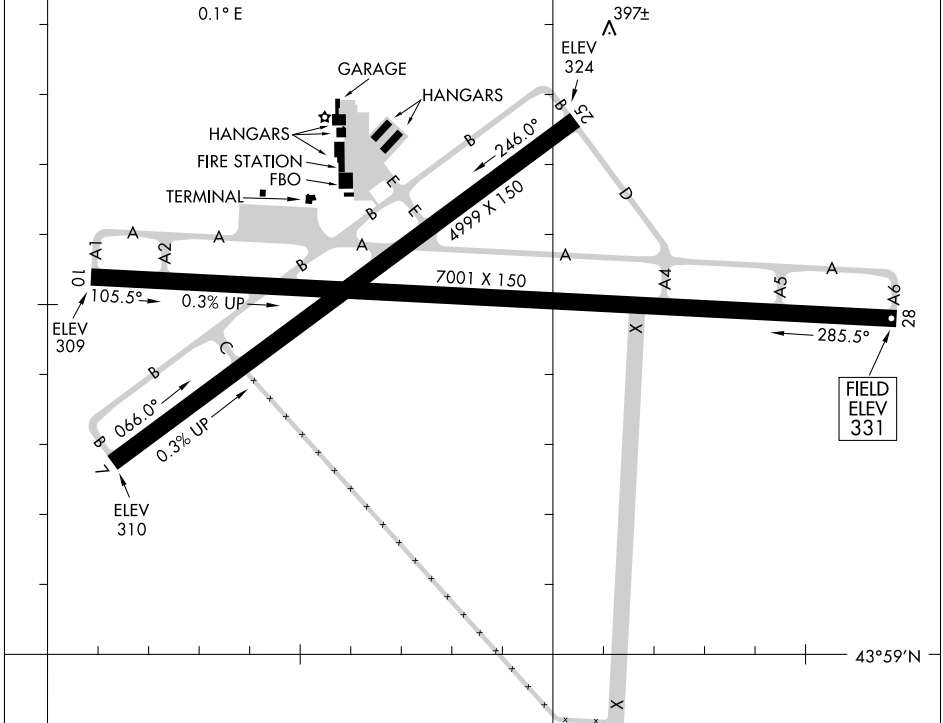 0.1° E
397±
ELEV
324
GARAGE
HANGARS
HANGARS
FIRE STATION
FBO
TERMINAL
B
25
B
246.0°
E
E
B
4999 X 150
D
A1
A
A2
A
A
B
A
A4
A
A5
A6
10
105.5°
0.3% UP
7001 X 150
28
285.5°
X
ELEV
309
C
B
066.0°
0.3% UP
B
7
ELEV
310
FIELD
ELEV
331
43°59'N
X